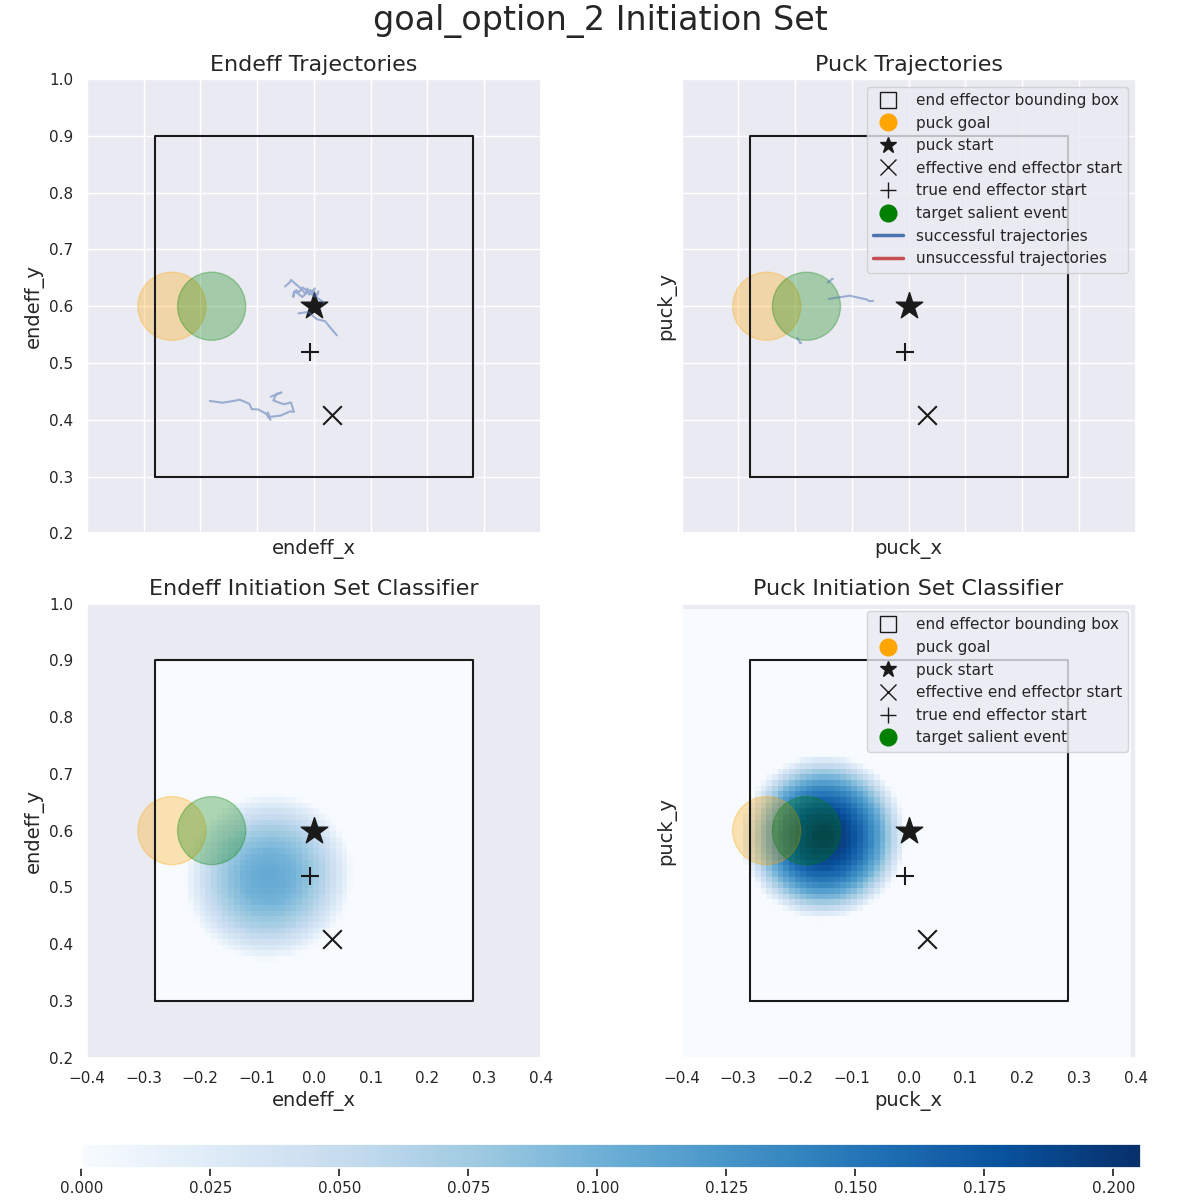 goal_option_2 Initiation Set
Endeff Trajectories
1.0
0.9
0.8
0.7
0.6
0.5
0.4
0.3
0.2
endeff_y
endeff_x
Puck Trajectories
end effector bounding box
puck goal
puck start
effective end effector start
true end effector start
target salient event
successful trajectories
unsuccessful trajectories
puck_y
puck_x
Endeff Initiation Set Classifier
1.0
0.9
0.8
0.7
0.6
0.5
0.4
0.3
0.2
endeff_y
−0.4 −0.3 −0.2 −0.1 0.0 0.1 0.2 0.3 0.4
endeff_x
Puck Initiation Set Classifier
end effector bounding box
puck goal
puck start
effective end effector start
true end effector start
target salient event
puck_y
−0.4 −0.3 −0.2 −0.1 0.0 0.1 0.2 0.3 0.4
puck_x
0.000 0.025 0.050 0.075 0.100 0.125 0.150 0.175 0.200